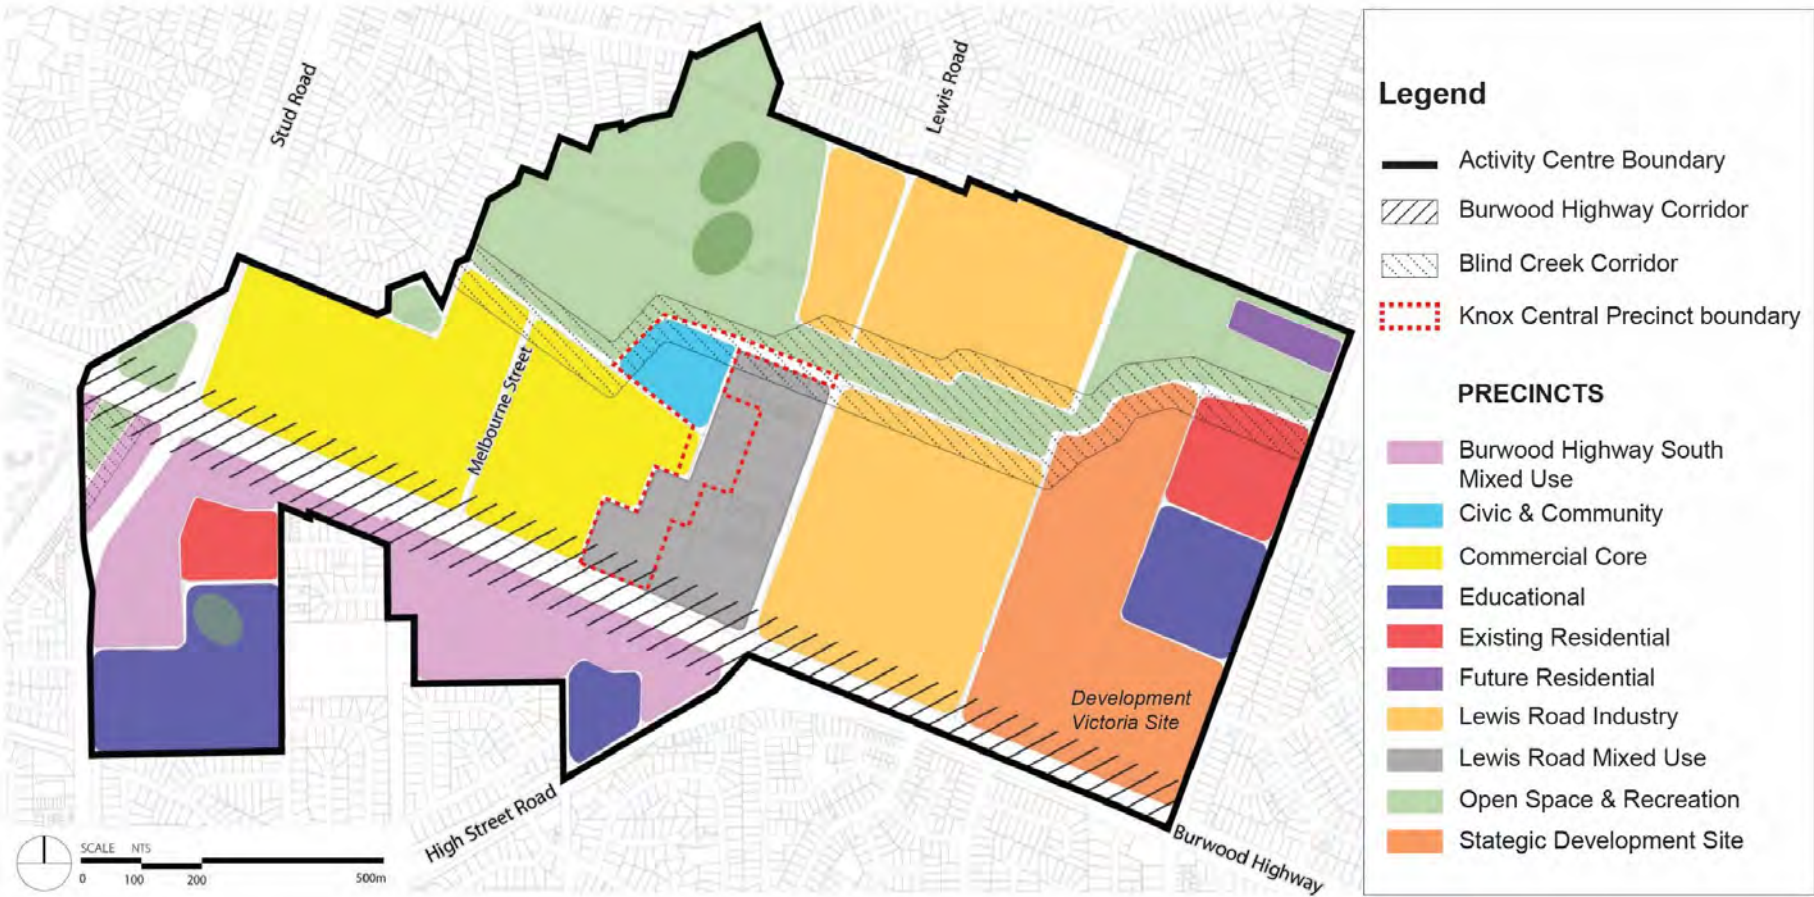 Stud Road
Lewis Road
Melbourne Street
Development
Victoria Site
High Street Road
Burwood Highway
SCALE NTS
0 100 200 500m
Legend
Activity Centre Boundary
Burwood Highway Corridor
Blind Creek Corridor
Knox Central Precinct boundary
PRECINCTS
Burwood Highway South
Mixed Use
Civic & Community
Commercial Core
Educational
Existing Residential
Future Residential
Lewis Road Industry
Lewis Road Mixed Use
Open Space & Recreation
Stategic Development Site